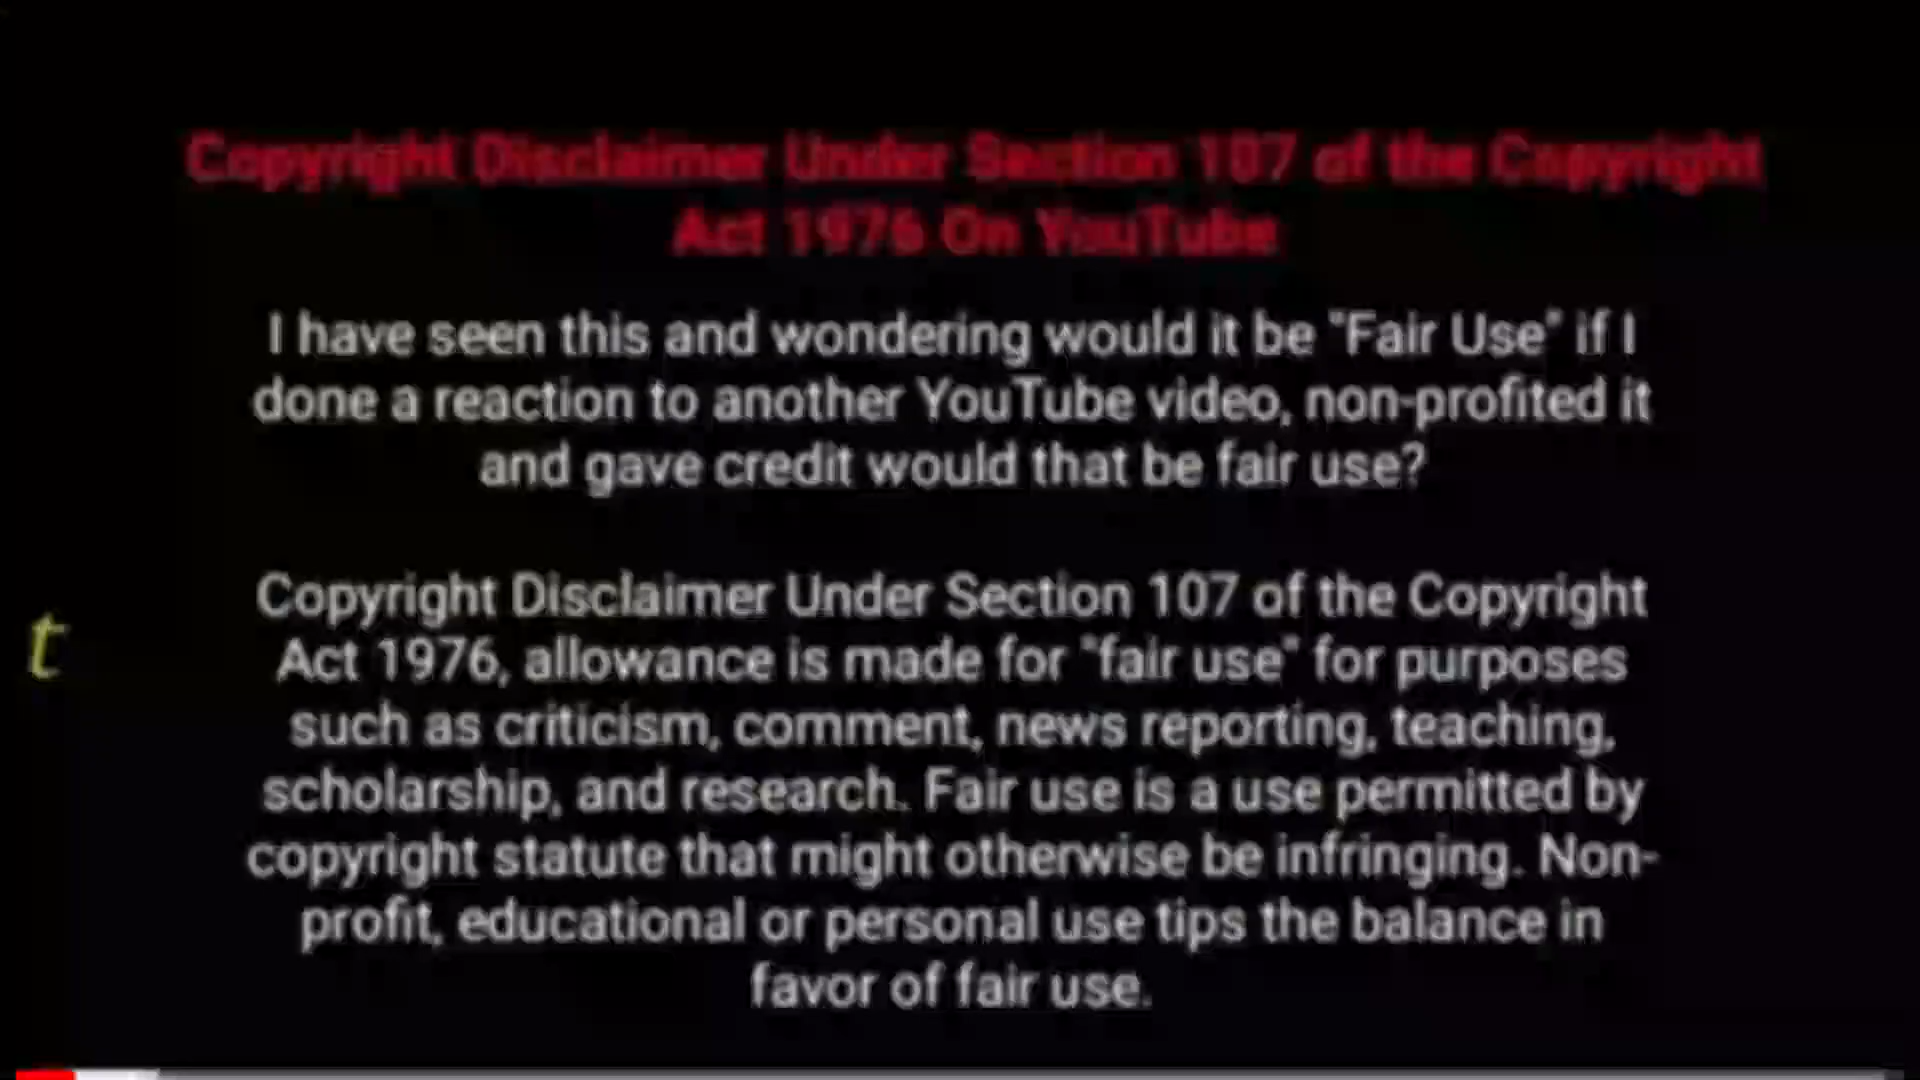 Copyright Disclaimer Under Section 107 of the Copyright
Act 1976 On YouTube
I have seen this and wondering would it be "Fair Use" if I
done a reaction to another YouTube video, non-profited it
and gave credit would that be fair use?
Copyright Disclaimer Under Section 107 of the Copyright
Act 1976, allowance is made for "fair use" for purposes
t
such as criticism, comment, news reporting, teaching,
scholarship, and research. Fair use is a use permitted by
copyright statute that might otherwise be infringing. Non-
profit, educational or personal use tips the balance in
favor of fair use.